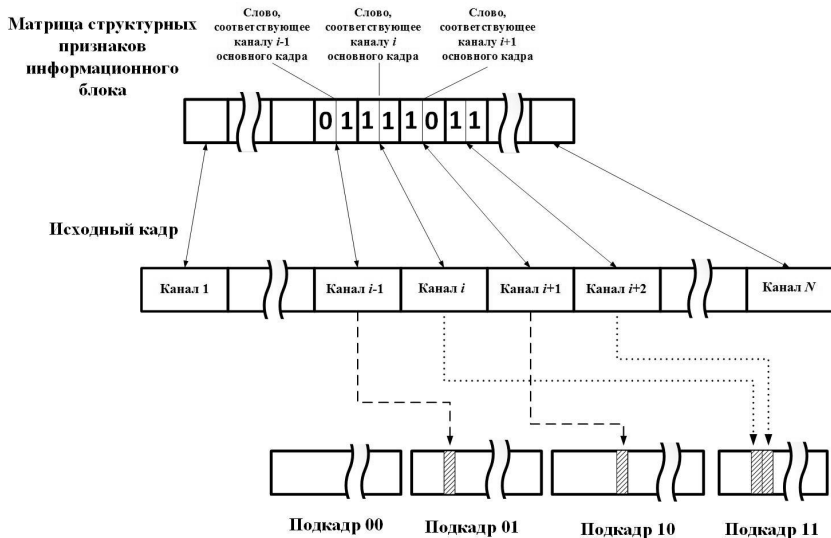 Матрица структурных
признаков
информационного
блока
Слово,
соответствующее
каналу i-1
основного кадра
Слово,
соответствующее
каналу i
основного кадра
Слово,
соответствующее
каналу i+1
основного кадра
0 1 1 1 1 0 1 1
Исходный кадр
Канал 1
Канал i-1
Канал i
Канал i+1
Канал i+2
Канал N
Подкадр 00
Подкадр 01
Подкадр 10
Подкадр 11